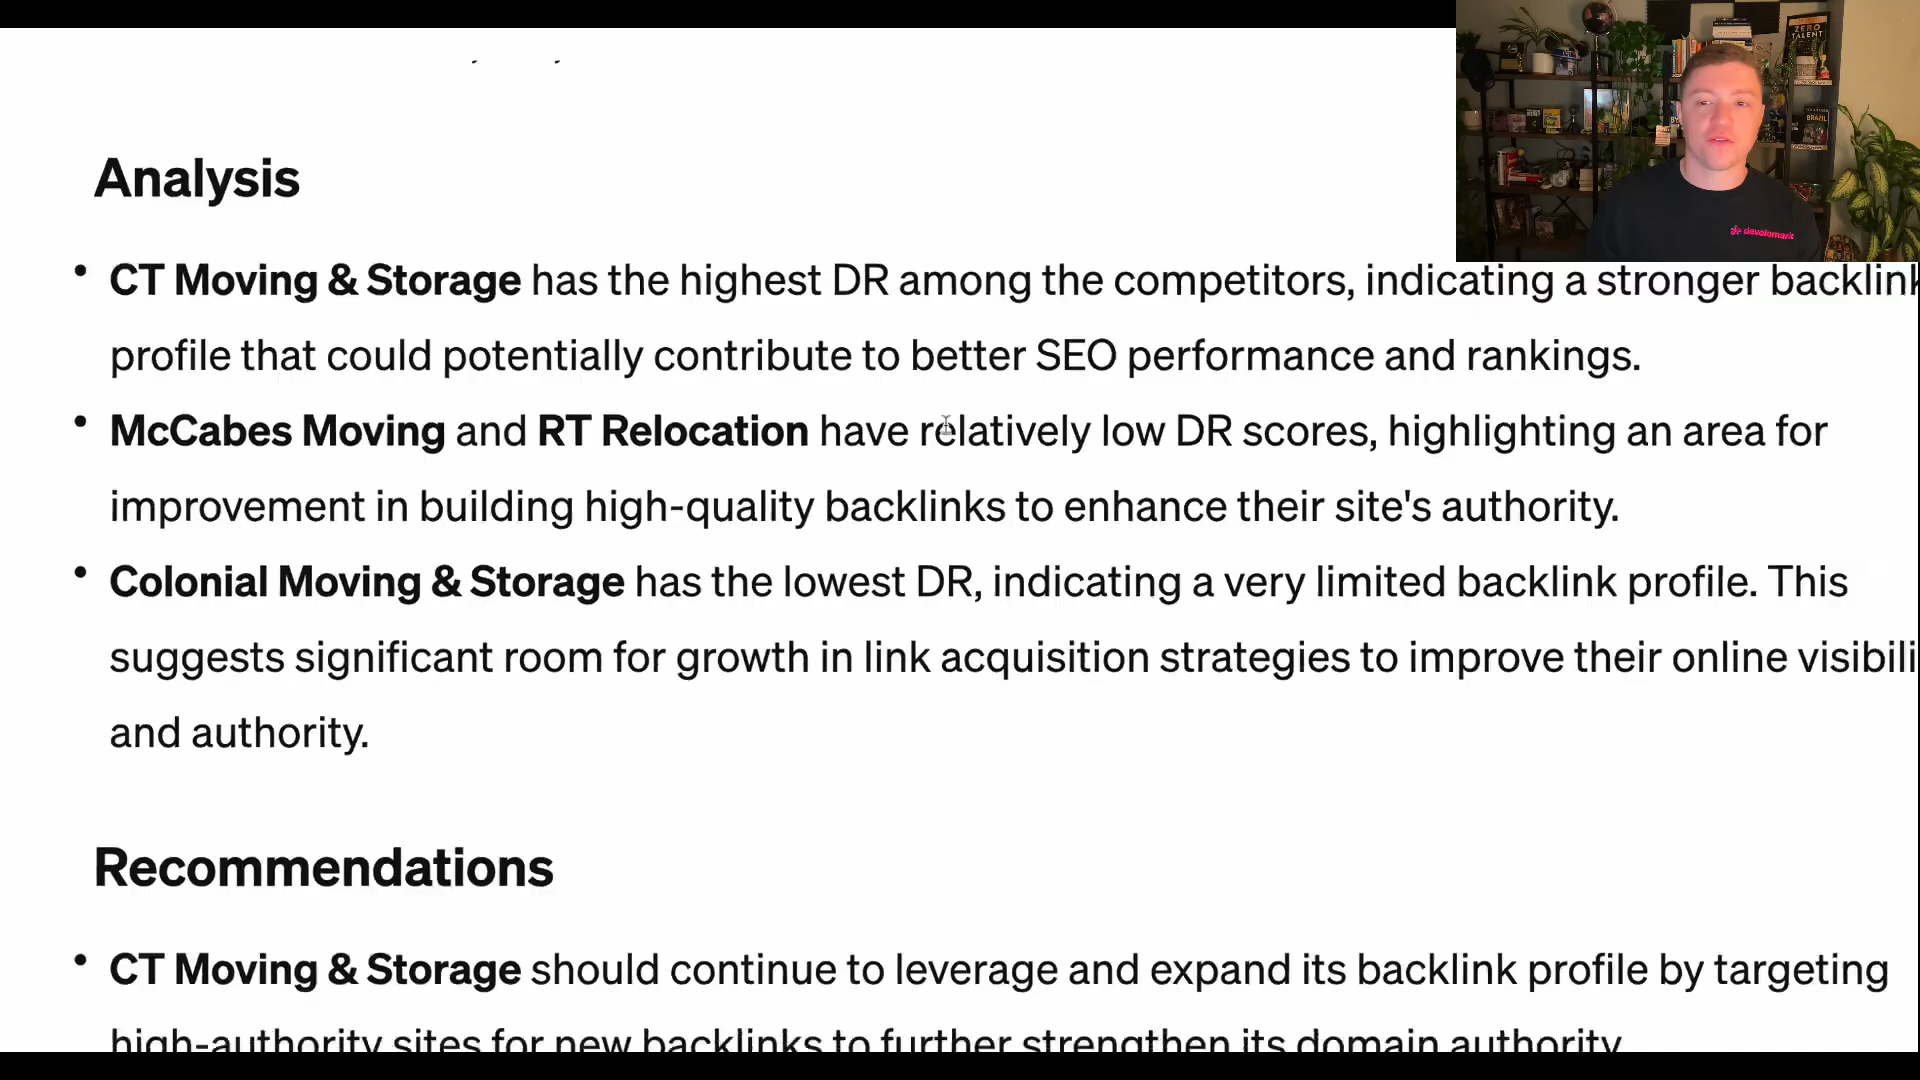 Analysis
• CT Moving & Storage has the highest DR among the competitors, indicating a stronger backlink
profile that could potentially contribute to better SEO performance and rankings.
• McCabes Moving and RT Relocation have relatively low DR scores, highlighting an area for
improvement in building high-quality backlinks to enhance their site's authority.
• Colonial Moving & Storage has the lowest DR, indicating a very limited backlink profile. This
suggests significant room for growth in link acquisition strategies to improve their online visibili
and authority.
Recommendations
• CT Moving & Storage should continue to leverage and expand its backlink profile by targeting
high-authority sites for new backlinks to further strengthen its domain authority.
ZERO
TALENT
BRAZIL
develomark